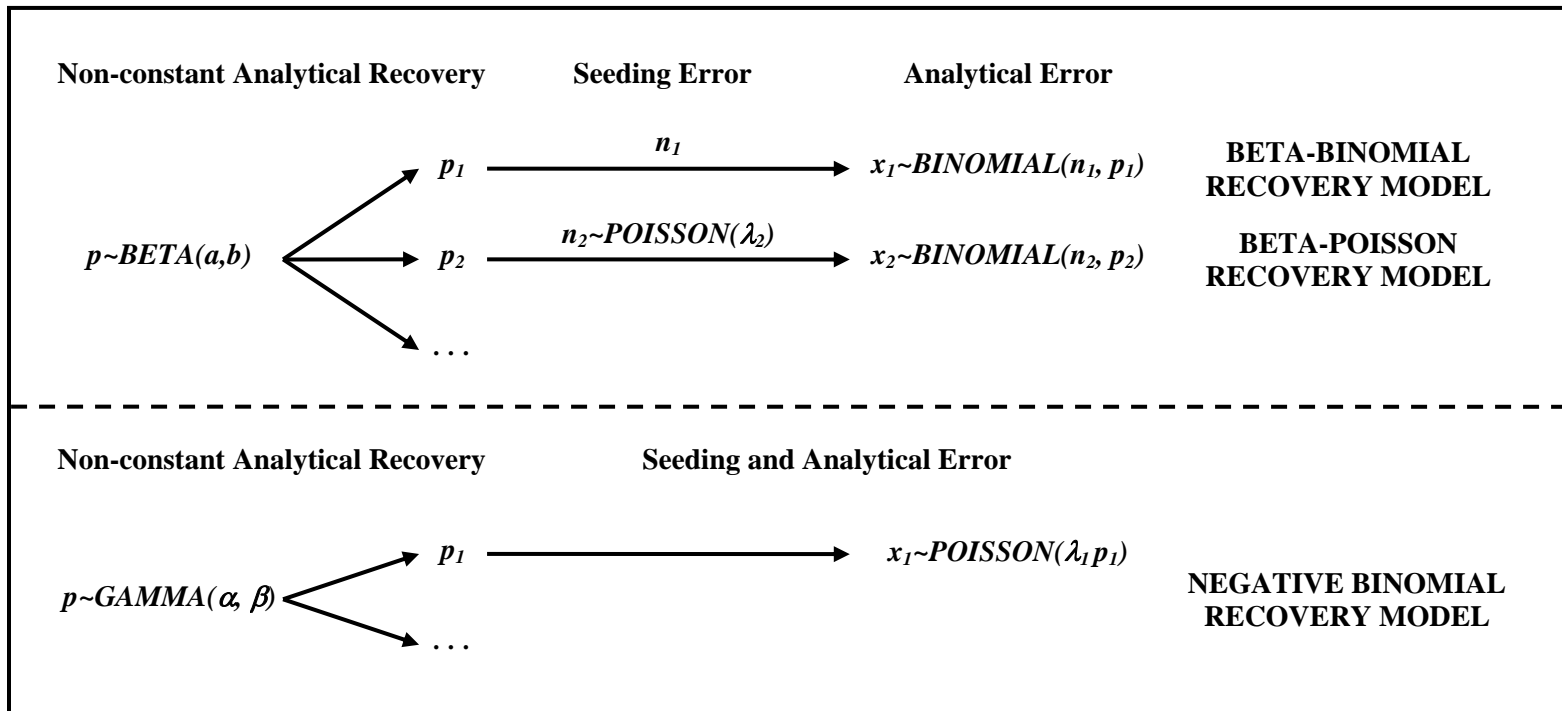 Non-constant Analytical Recovery Seeding Error Analytical Error
p₁ n₁ x₁~BINOMIAL(n₁, p₁) BETA-BINOMIAL
RECOVERY MODEL
p~BETA(a,b) p₂ n₂~POISSON(λ₂) x₂~BINOMIAL(n₂, p₂) BETA-POISSON
RECOVERY MODEL
. . .
Non-constant Analytical Recovery Seeding and Analytical Error
p₁ x₁~POISSON(λ₁ p₁)
p~GAMMA(α, β) NEGATIVE BINOMIAL
RECOVERY MODEL
. . .